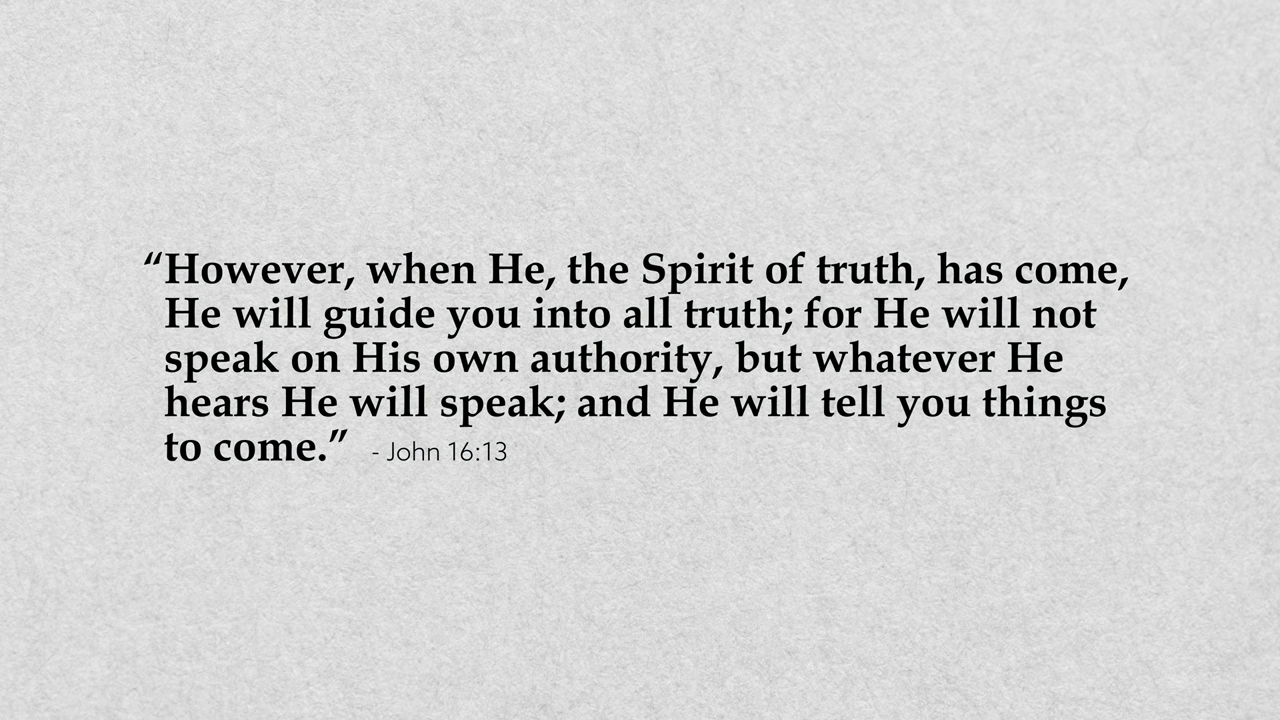 “However, when He, the Spirit of truth, has come,
He will guide you into all truth; for He will not
speak on His own authority, but whatever He
hears He will speak; and He will tell you things
to come.” - John 16:13